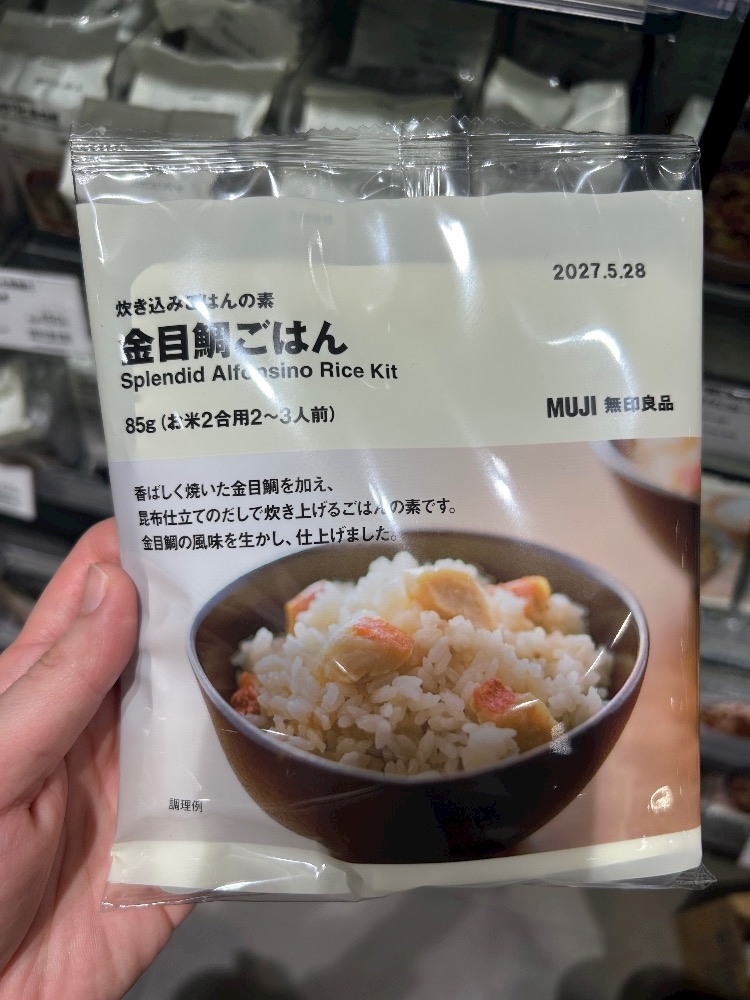 2027.5.28
炊き込みごはんの素
金目鯛ごはん
Splendid Alfonsino Rice Kit
85g (お米2合用2〜3人前)
MUJI 無印良品
香ばしく焼いた金目鯛を加え、
昆布仕立てのだしで炊き上げるごはんの素です。
金目鯛の風味を生かし、仕上げました。
調理例